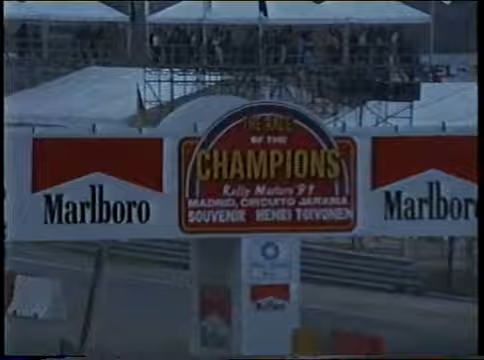 THE RACE
OF THE
CHAMPIONS
Rally Masters '91
MADRID, CIRCUITO JARAMA
SOUVENIR HENRI TOIVONEN
Marlboro
Marlboro